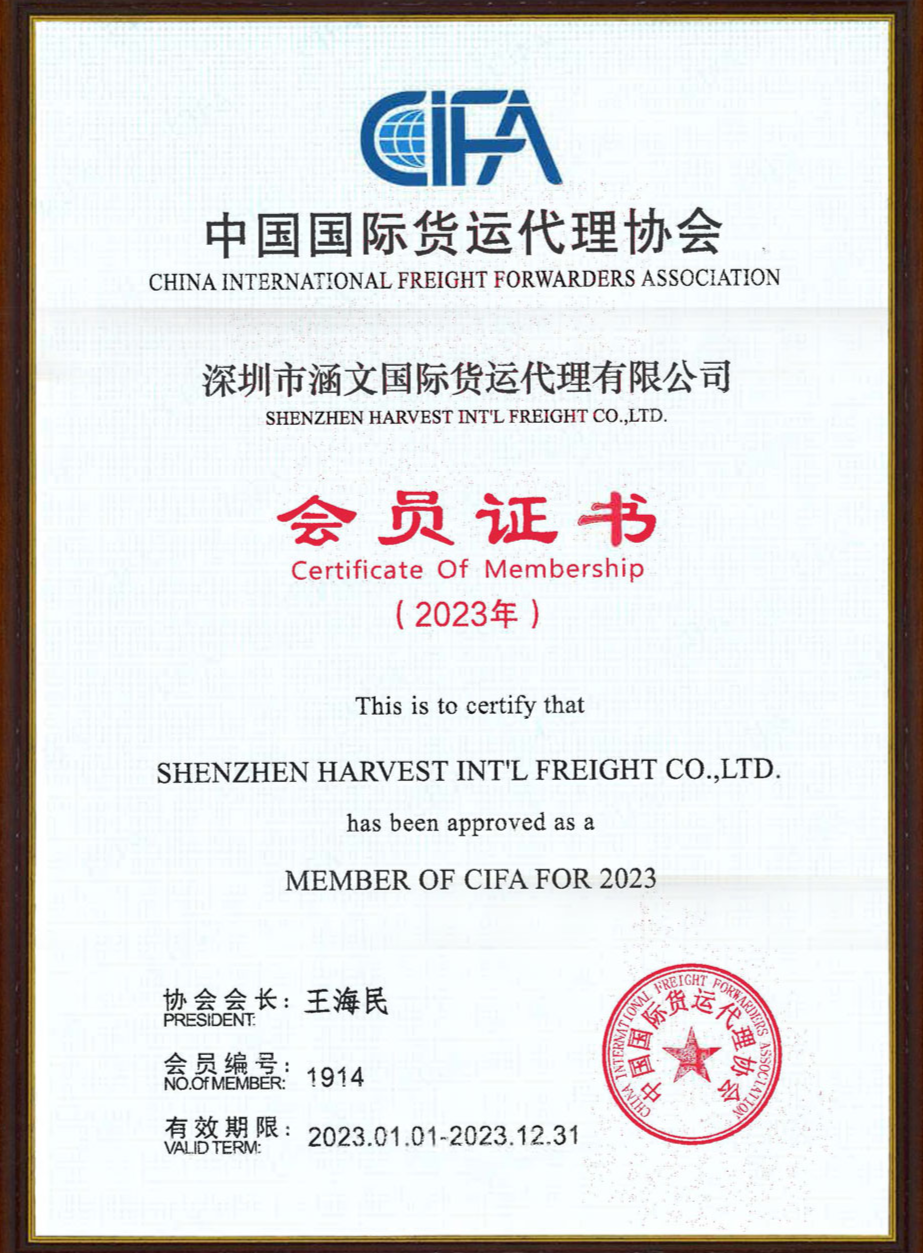 CIFA
中国国际货运代理协会
CHINA INTERNATIONAL FREIGHT FORWARDERS ASSOCIATION
深圳市涵文国际货运代理有限公司
SHENZHEN HARVEST INT'L FREIGHT CO.,LTD.
会员证书
Certificate Of Membership
（2023年）
This is to certify that
SHENZHEN HARVEST INT'L FREIGHT CO.,LTD.
has been approved as a
MEMBER OF CIFA FOR 2023
协会会长：王海民
PRESIDENT:
会员编号：1914
NO.Of MEMBER:
有效期限：2023.01.01-2023.12.31
VALID TERM:
CHINA INTERNATIONAL FREIGHT FORWARDERS ASSOCIATION
中国国际货运代理协会